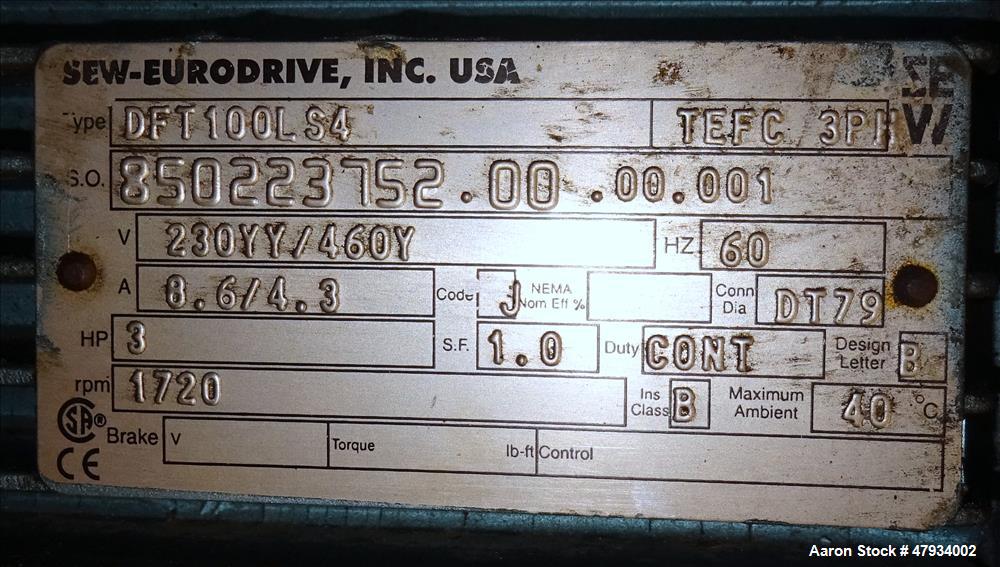 SEW-EURODRIVE, INC. USA
SEW
Type DFT100LS4 TEFC 3PH
S.O. 850223752.00.00.001
V 230YY/460Y HZ 60
A 8.6/4.3 Code J NEMA Nom Eff % Conn Dia DT79
HP 3 S.F. 1.0 Duty CONT Design Letter B
rpm 1720 Ins Class B Maximum Ambient 40 °C
SA®
Brake V Torque lb-ft Control
CE
Aaron Stock # 47934002